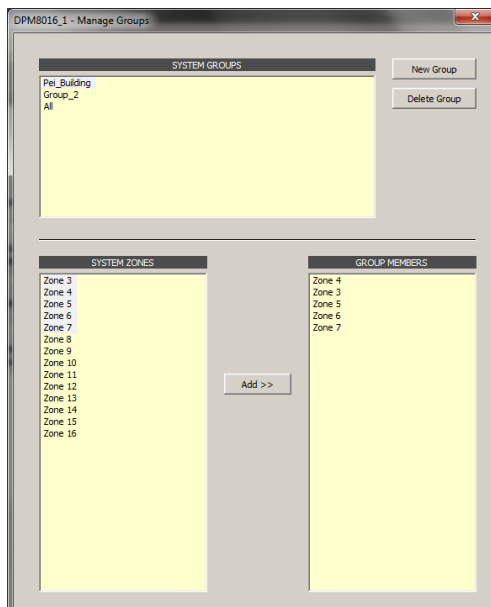 DPM8016_1 - Manage Groups
SYSTEM GROUPS
New Group
Pei_Building
Group_2
Delete Group
All
SYSTEM ZONES
Zone 3
Zone 4
Zone 5
Zone 6
Zone 7
Zone 8
Zone 9
Zone 10
Zone 11
Zone 12
Zone 13
Zone 14
Zone 15
Zone 16
Add >>
GROUP MEMBERS
Zone 4
Zone 3
Zone 5
Zone 6
Zone 7